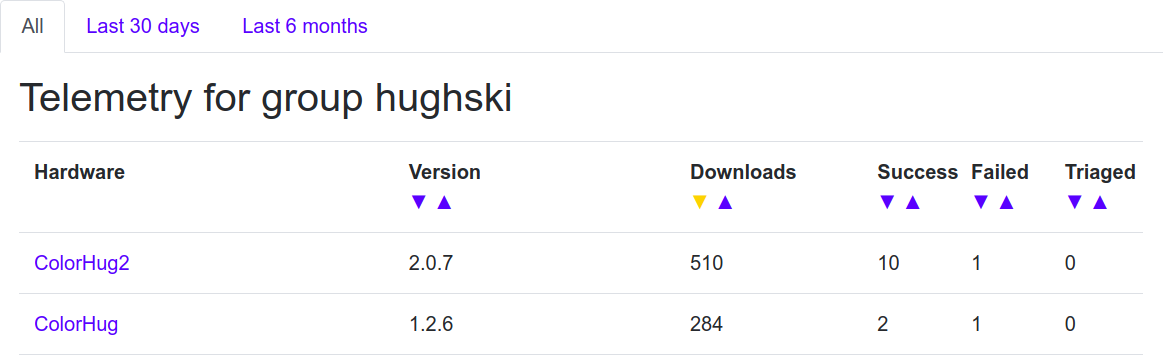 All Last 30 days Last 6 months
Telemetry for group hughski
Hardware Version Downloads Success Failed Triaged
▼ ▲ ▼ ▲ ▼ ▲ ▼ ▲ ▼ ▲
ColorHug2 2.0.7 510 10 1 0
ColorHug 1.2.6 284 2 1 0